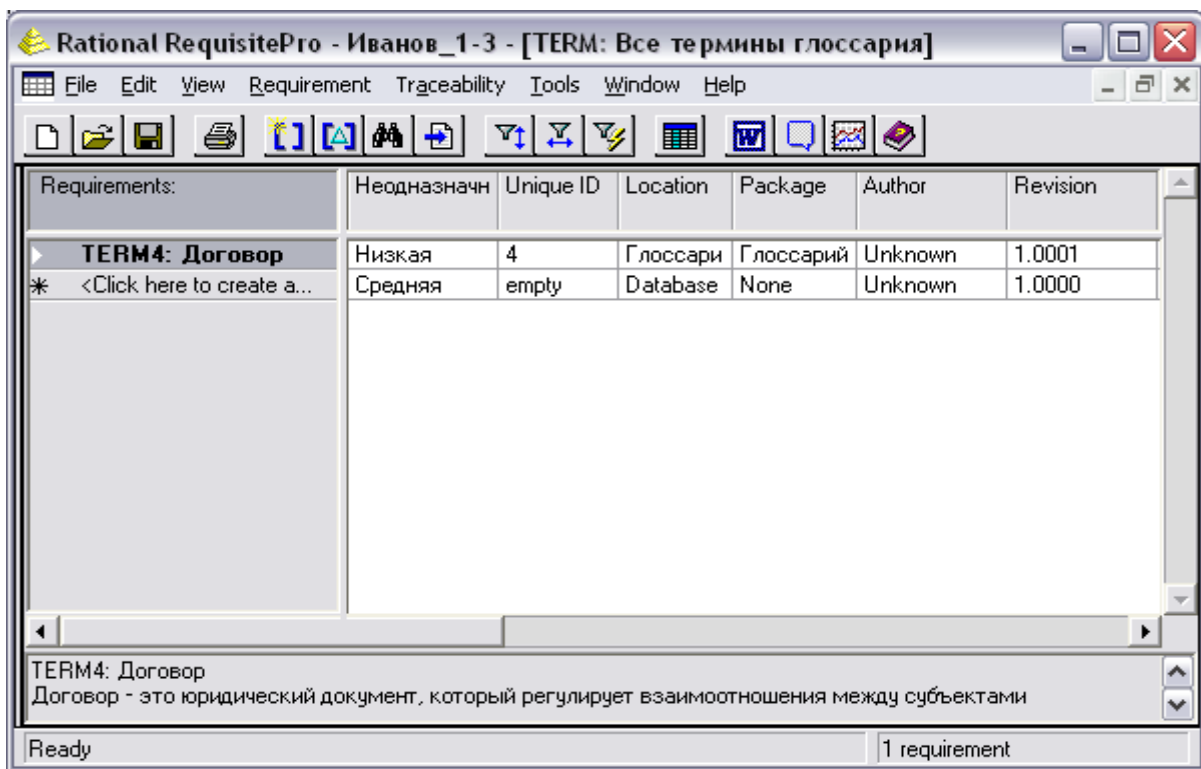 Rational RequisitePro - Иванов_1-3 - [TERM: Все термины глоссария]
File Edit View Requirement Traceability Tools Window Help
Requirements: Неодназначн Unique ID Location Package Author Revision
TERM4: Договор Низкая 4 Глоссари Глоссарий Unknown 1.0001
<Click here to create a... Средняя empty Database None Unknown 1.0000
TERM4: Договор
Договор - это юридический документ, который регулирует взаимоотношения между субъектами
Ready 1 requirement